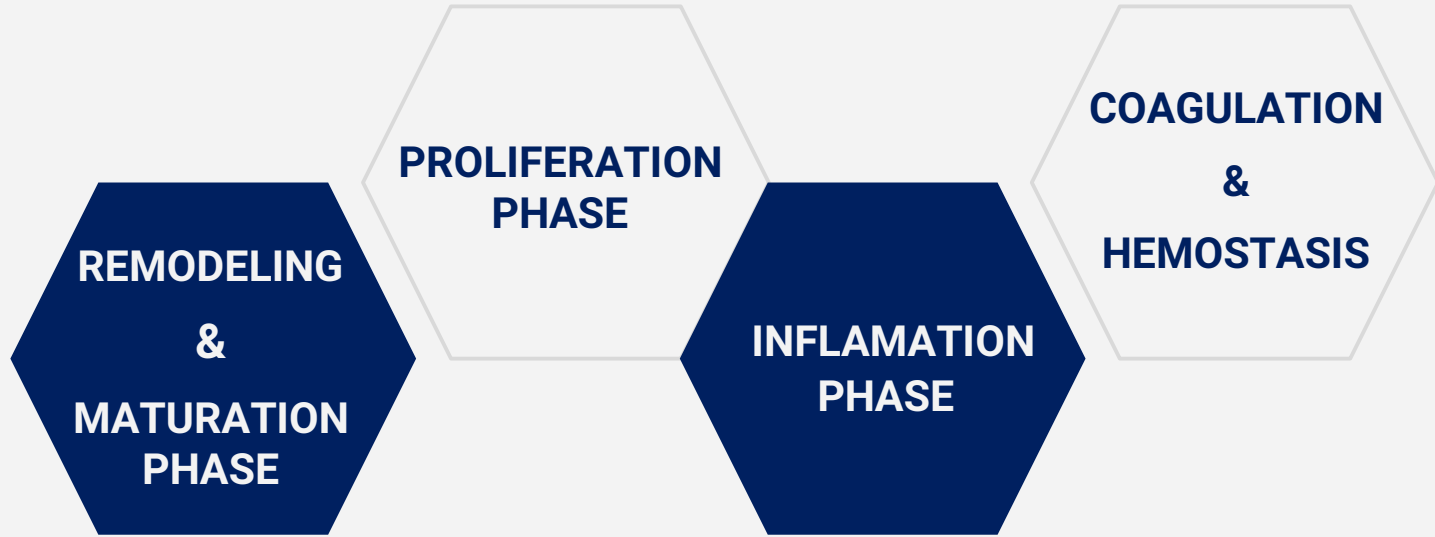 REMODELING
&
MATURATION
PHASE
PROLIFERATION
PHASE
INFLAMATION
PHASE
COAGULATION
&
HEMOSTASIS